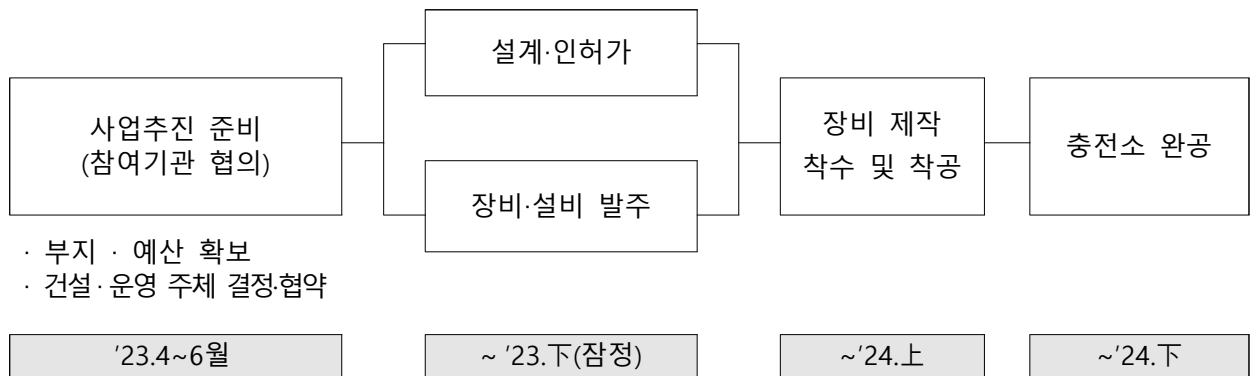 설계·인허가
사업추진 준비
(참여기관 협의)
장비·설비 발주
장비 제작
착수 및 착공
충전소 완공
· 부지 · 예산 확보
· 건설·운영 주체 결정·협약
'23.4~6월
~ '23.下(잠정)
~'24.上
~'24.下